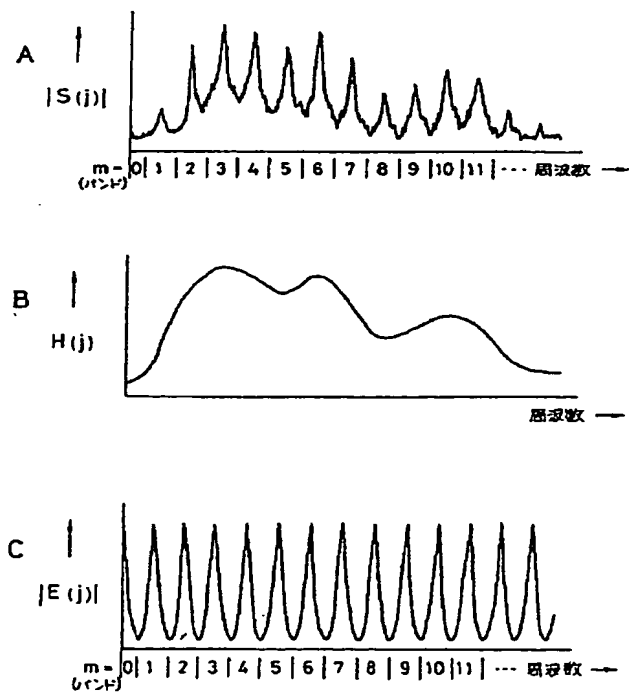 A
|S(j)|
m= 0 | 1 | 2 | 3 | 4 | 5 | 6 | 7 | 8 | 9 | 10 | 11 | ··· 周波数 →
(バンド)
B
H(j)
周波数 →
C
|E(j)|
m= 0 | 1 | 2 | 3 | 4 | 5 | 6 | 7 | 8 | 9 | 10 | 11 | ··· 周波数 →
(バンド)